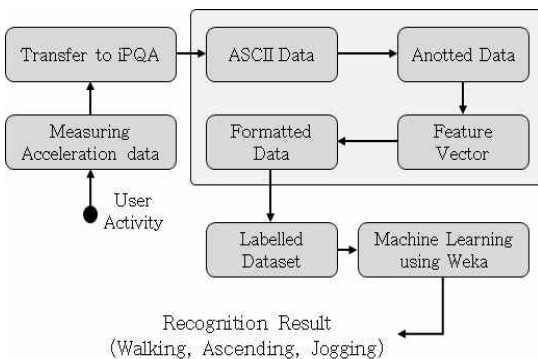 Transfer to iPQA
ASCII Data
Anotted Data
Measuring
Acceleration data
Formatted
Data
Feature
Vector
User
Activity
Labelled
Dataset
Machine Learning
using Weka
Recognition Result
(Walking, Ascending, Jogging)